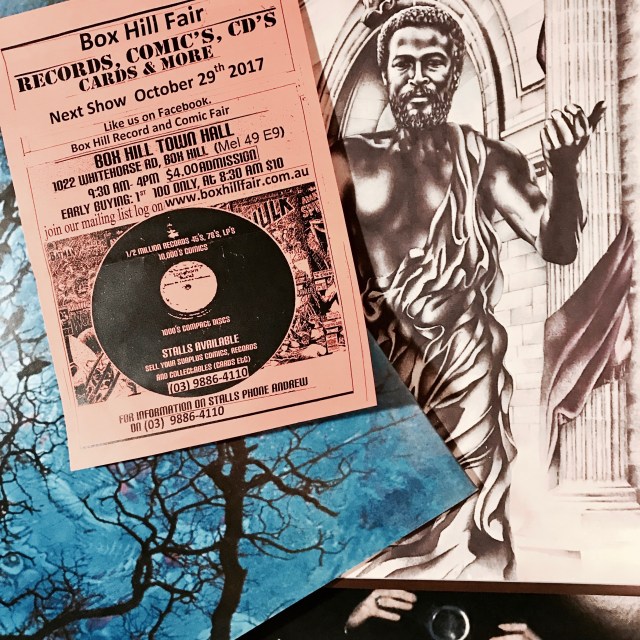 Box Hill Fair
RECORDS, COMIC'S, CD'S
CARDS & MORE
Next Show October 29th 2017
Like us on Facebook.
Box Hill Record and Comic Fair
BOX HILL TOWN HALL
1022 WHITEHORSE RD, BOX HILL (Mel 49 E9)
9:30 AM- 4PM $4.00 ADMISSION
EARLY BUYING: 1ST 100 ONLY, AT 8:30 AM $10
join our mailing list log on www.boxhillfair.com.au
1/2 MILLION RECORDS 45'S, 78'S, LP'S
10,000'S COMICS
1000'S COMPACT DISCS
STALLS AVAILABLE
SELL YOUR SURPLUS COMICS, RECORDS
AND COLLECTABLES (CARDS ETC)
(03) 9886-4110
FOR INFORMATION ON STALLS PHONE ANDREW
ON (03) 9886-4110